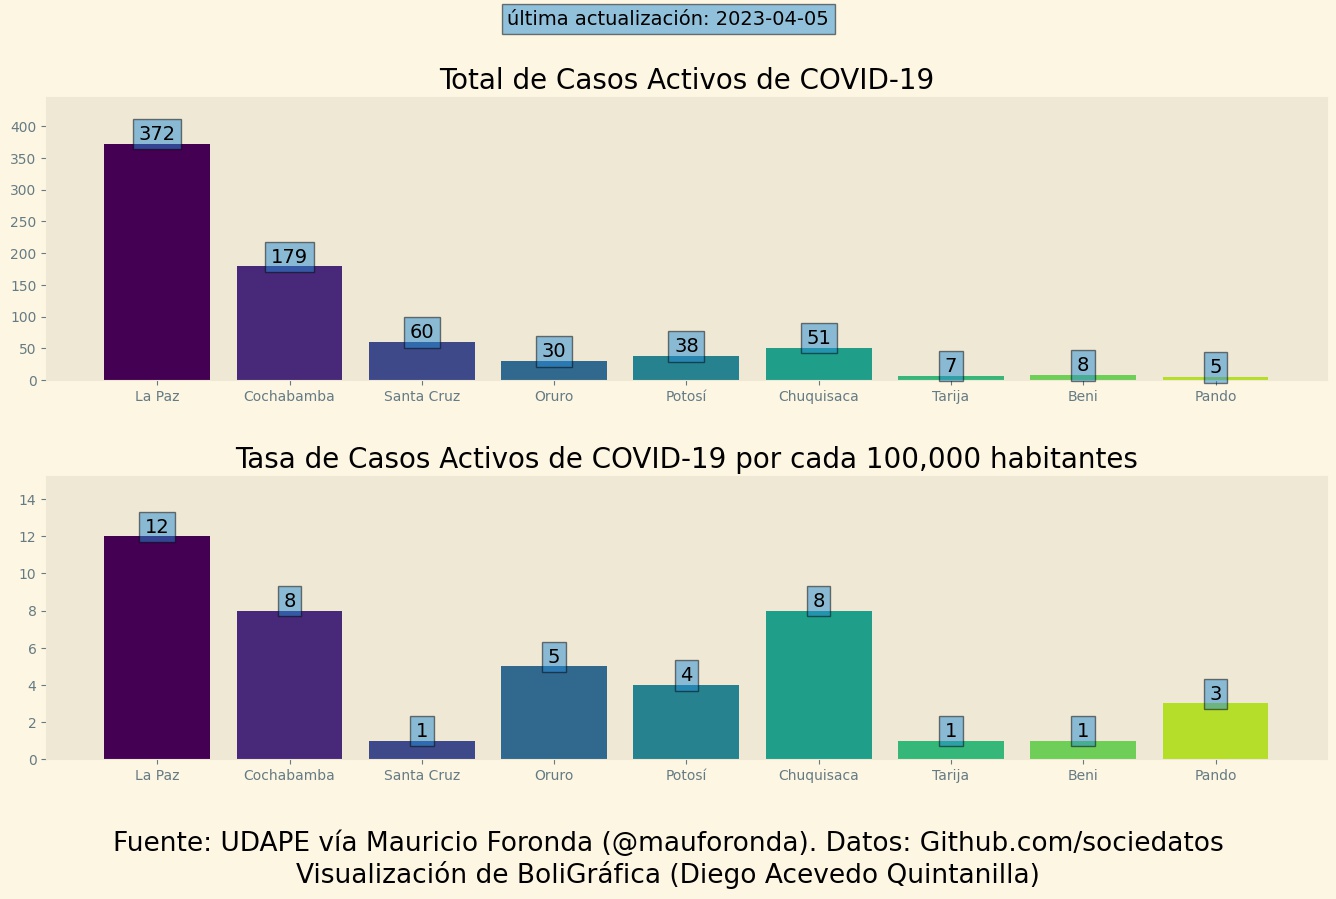 última actualización: 2023-04-05
Total de Casos Activos de COVID-19
400
350
300
250
200
150
100
50
0
372
179
60
30
38
51
7
8
5
La Paz
Cochabamba
Santa Cruz
Oruro
Potosí
Chuquisaca
Tarija
Beni
Pando
Tasa de Casos Activos de COVID-19 por cada 100,000 habitantes
14
12
10
8
6
4
2
0
12
8
1
5
4
8
1
1
3
La Paz
Cochabamba
Santa Cruz
Oruro
Potosí
Chuquisaca
Tarija
Beni
Pando
Fuente: UDAPE vía Mauricio Foronda (@mauforonda). Datos: Github.com/sociedatos
Visualización de BoliGráfica (Diego Acevedo Quintanilla)